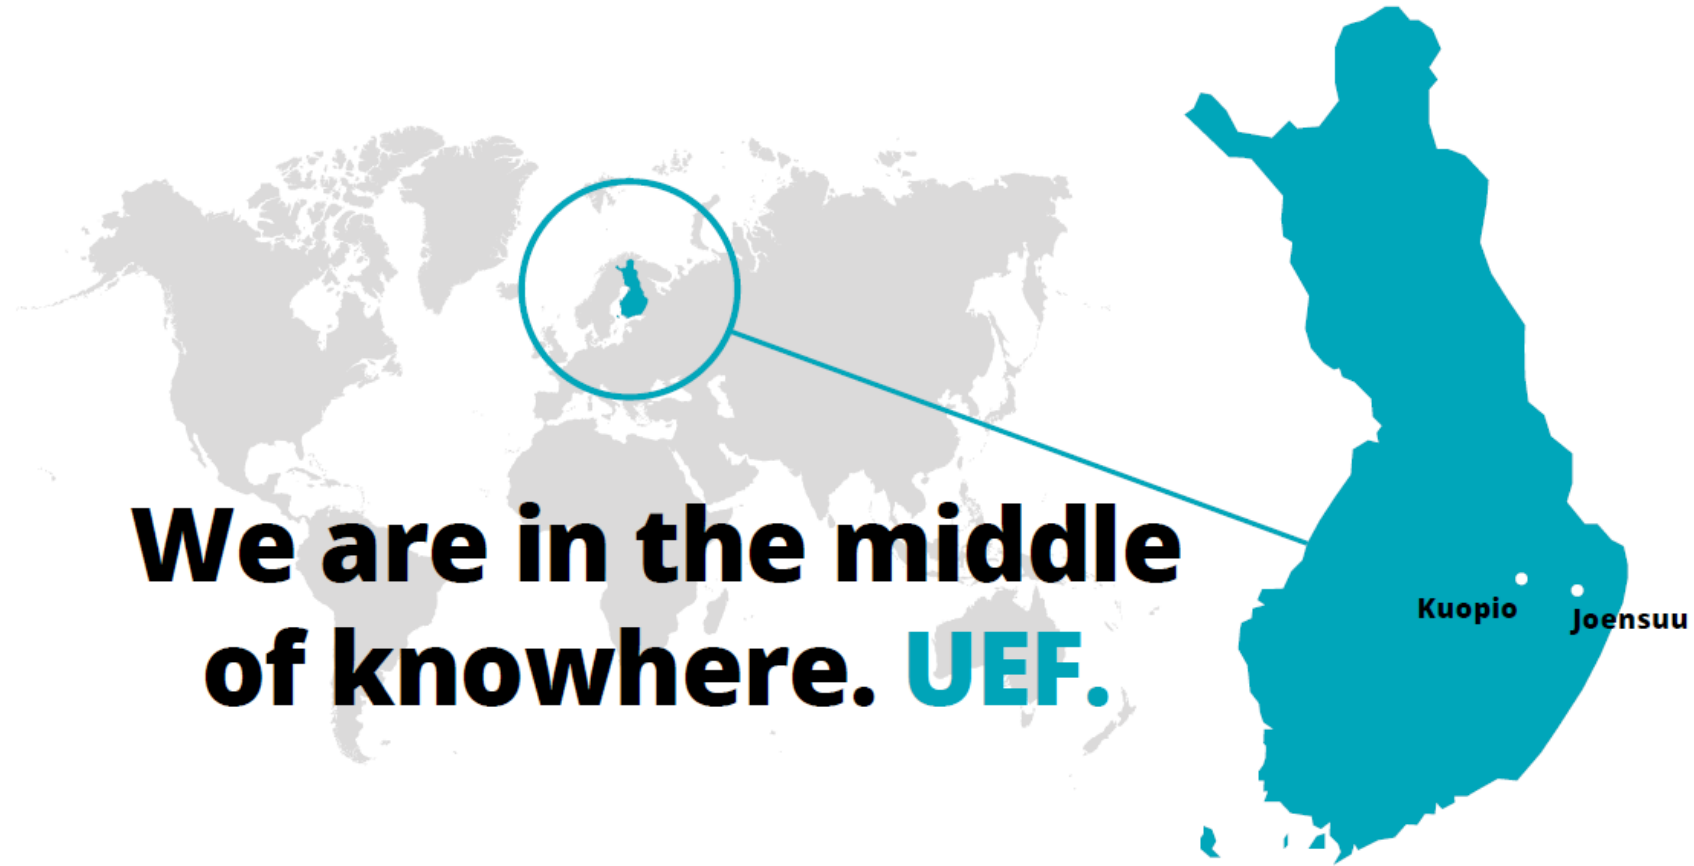 We are in the middle
of knowhere. UEF.
Kuopio
Joensuu